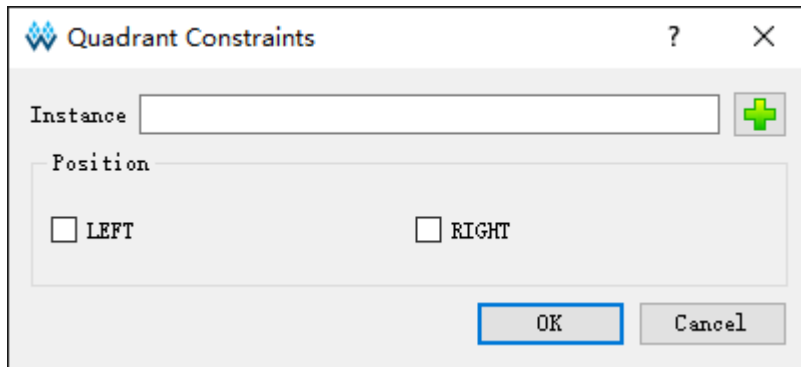 Quadrant Constraints ?
Instance
Position
LEFT RIGHT
OK Cancel